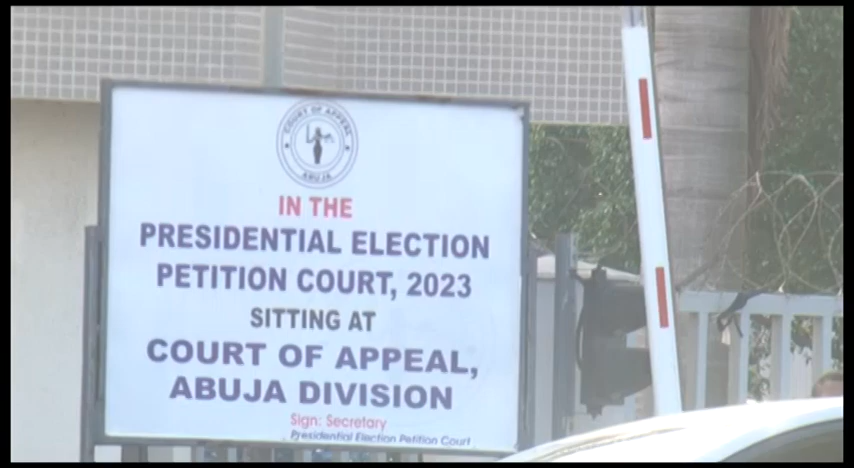 COURT OF APPEAL
ABUJA
IN THE
PRESIDENTIAL ELECTION
PETITION COURT, 2023
SITTING AT
COURT OF APPEAL,
ABUJA DIVISION
Sign: Secretary
Presidential Election Petition Court